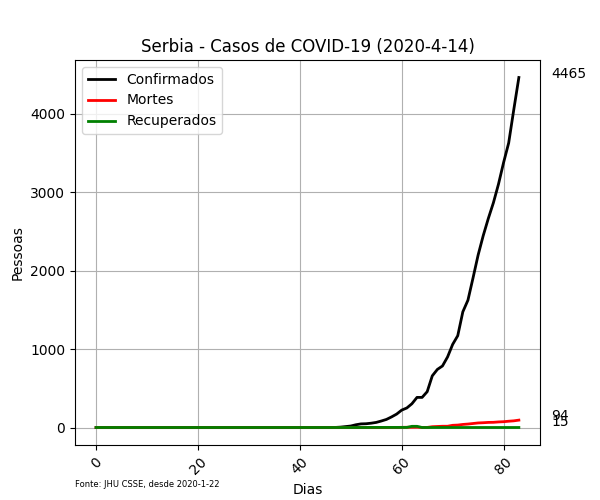 Serbia - Casos de COVID-19 (2020-4-14)
Confirmados
Mortes
Recuperados
4465
4000
3000
2000
1000
0
Pessoas
94
15
0
20
40
60
80
Dias
Fonte: JHU CSSE, desde 2020-1-22